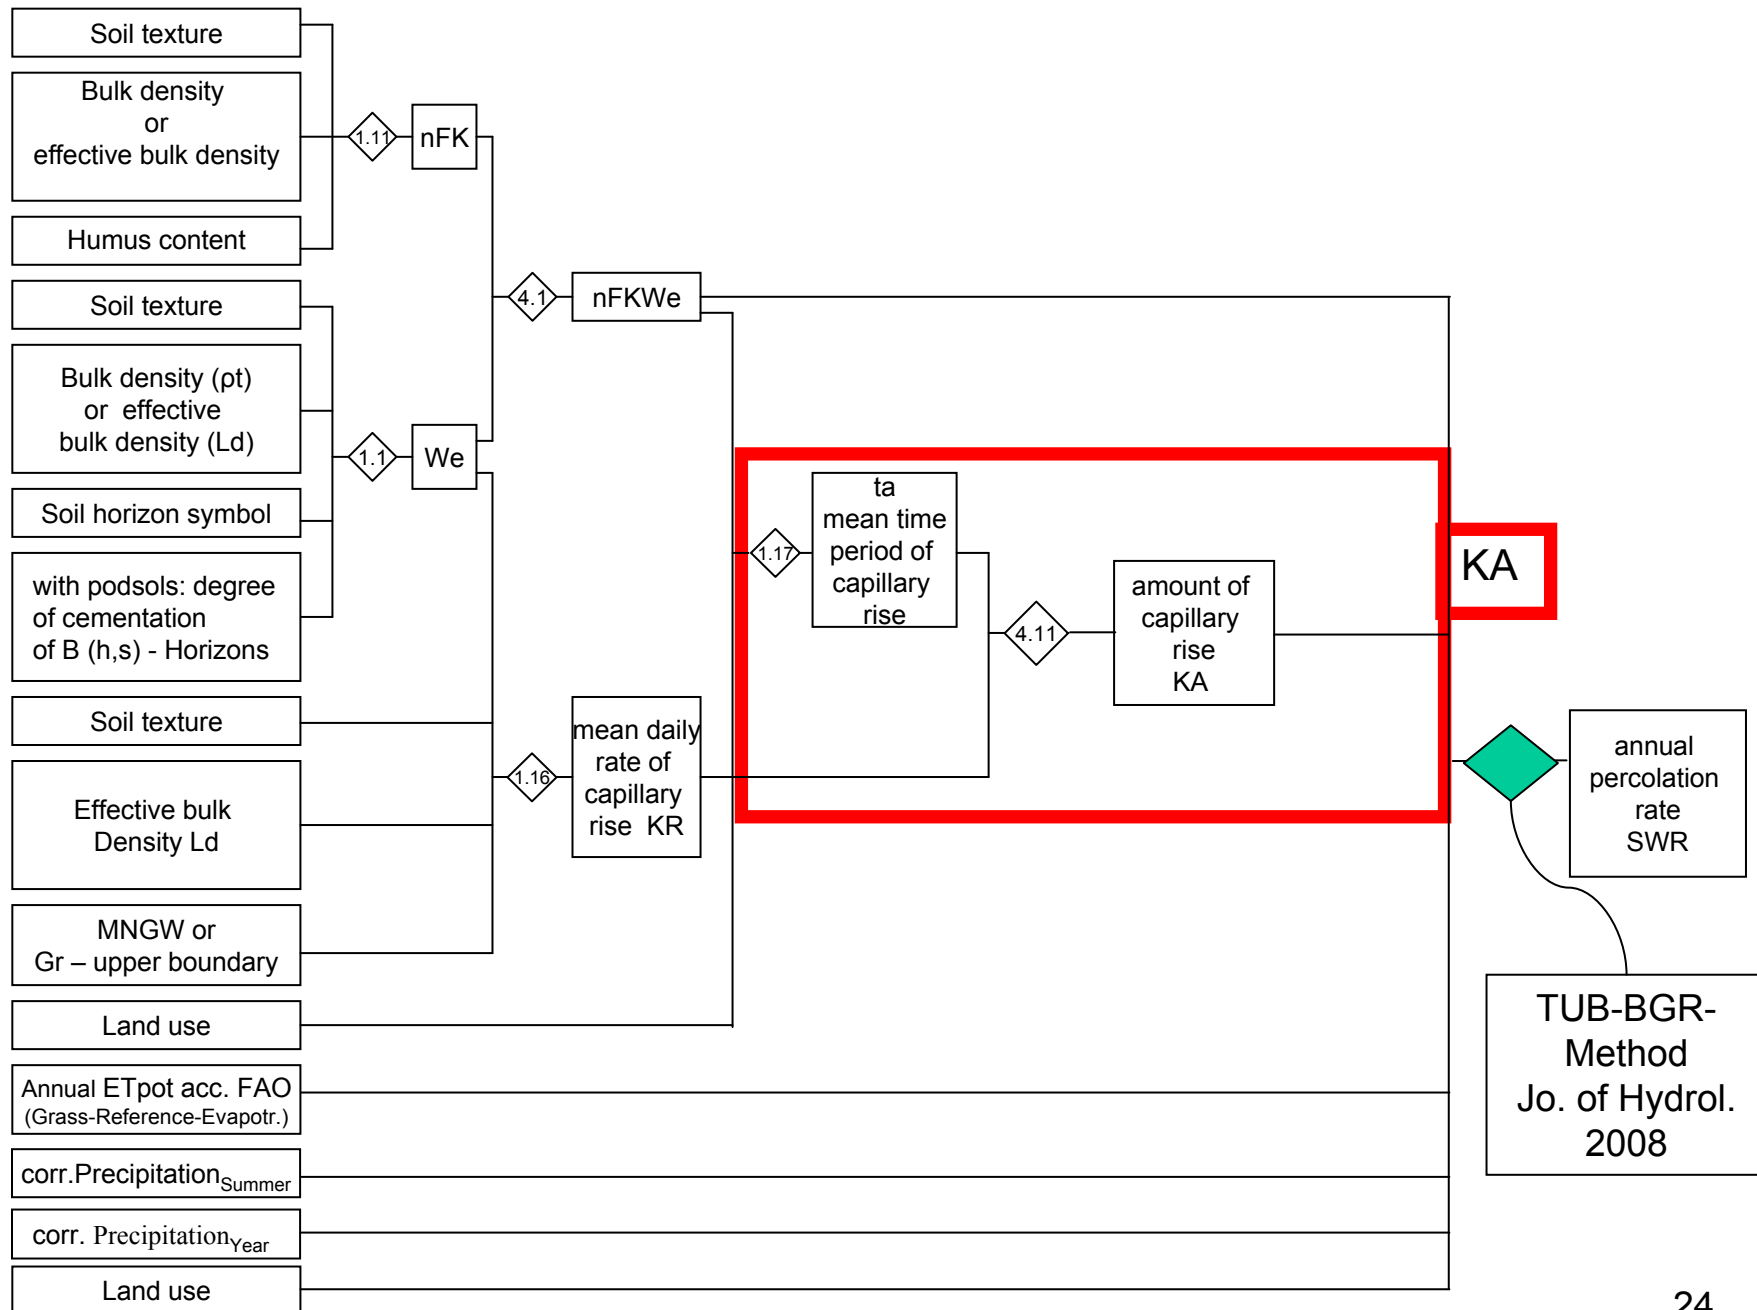 Soil texture
Bulk density
or
effective bulk density
Humus content
1.11
nFK
Soil texture
Bulk density (ρt)
or effective
bulk density (Ld)
Soil horizon symbol
with podsols: degree
of cementation
of B (h,s) - Horizons
1.1
We
4.1
nFKWe
Soil texture
Effective bulk
Density Ld
MNGW or
Gr – upper boundary
1.16
mean daily
rate of
capillary
rise KR
Land use
1.17
ta
mean time
period of
capillary
rise
4.11
amount of
capillary
rise
KA
KA
Annual ETpot acc. FAO
(Grass-Reference-Evapotr.)
corr.Precipitation Summer
corr. Precipitation Year
Land use
annual
percolation
rate
SWR
TUB-BGR-
Method
Jo. of Hydrol.
2008
24